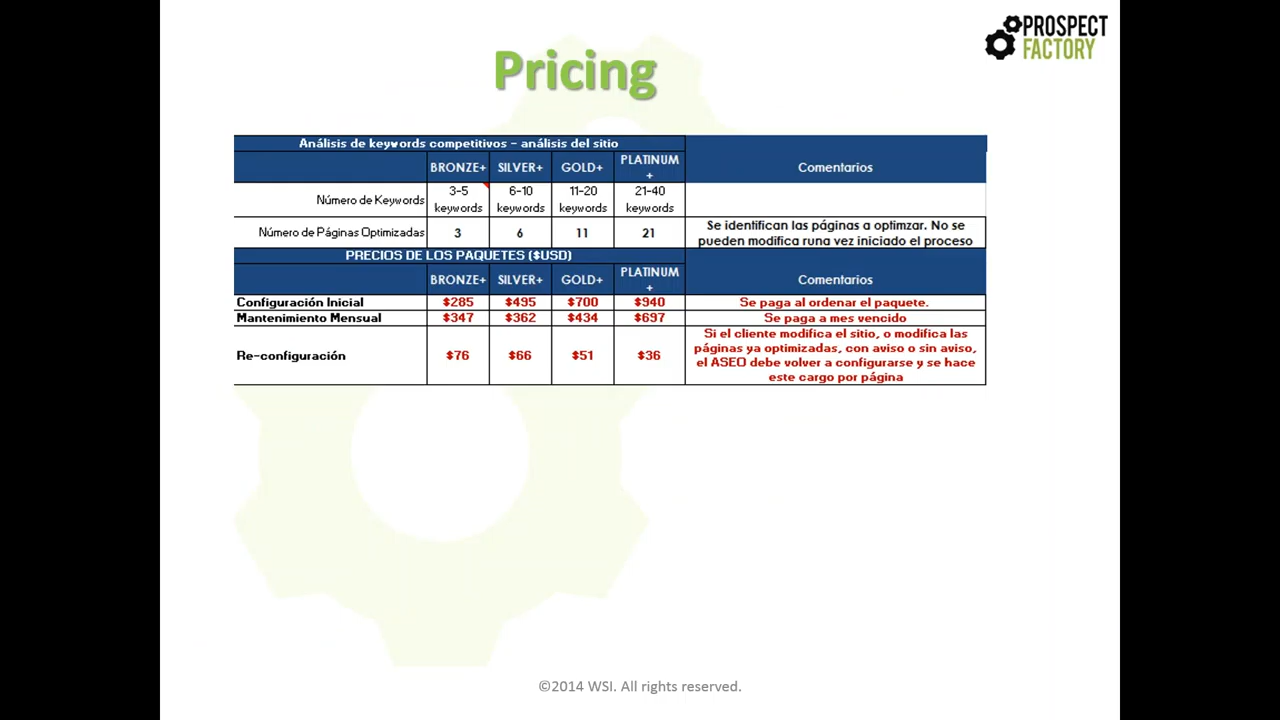 PROSPECT
FACTORY
Pricing
Análisis de keywords competitivos - análisis del sitio
BRONZE+ SILVER+ GOLD+ PLATINUM + Comentarios
Número de Keywords 3-5 keywords 6-10 keywords 11-20 keywords 21-40 keywords
Número de Páginas Optimizadas 3 6 11 21 Se identifican las páginas a optimzar. No se
pueden modifica runa vez iniciado el proceso
PRECIOS DE LOS PAQUETES ($USD)
BRONZE+ SILVER+ GOLD+ PLATINUM + Comentarios
Configuración Inicial $285 $495 $700 $940 Se paga al ordenar el paquete.
Mantenimiento Mensual $347 $362 $434 $697 Se paga a mes vencido
Re-configuración $76 $66 $51 $36 Si el cliente modifica el sitio, o modifica las
páginas ya optimizadas, con aviso o sin aviso,
el ASEO debe volver a configurarse y se hace
este cargo por página
©2014 WSI. All rights reserved.